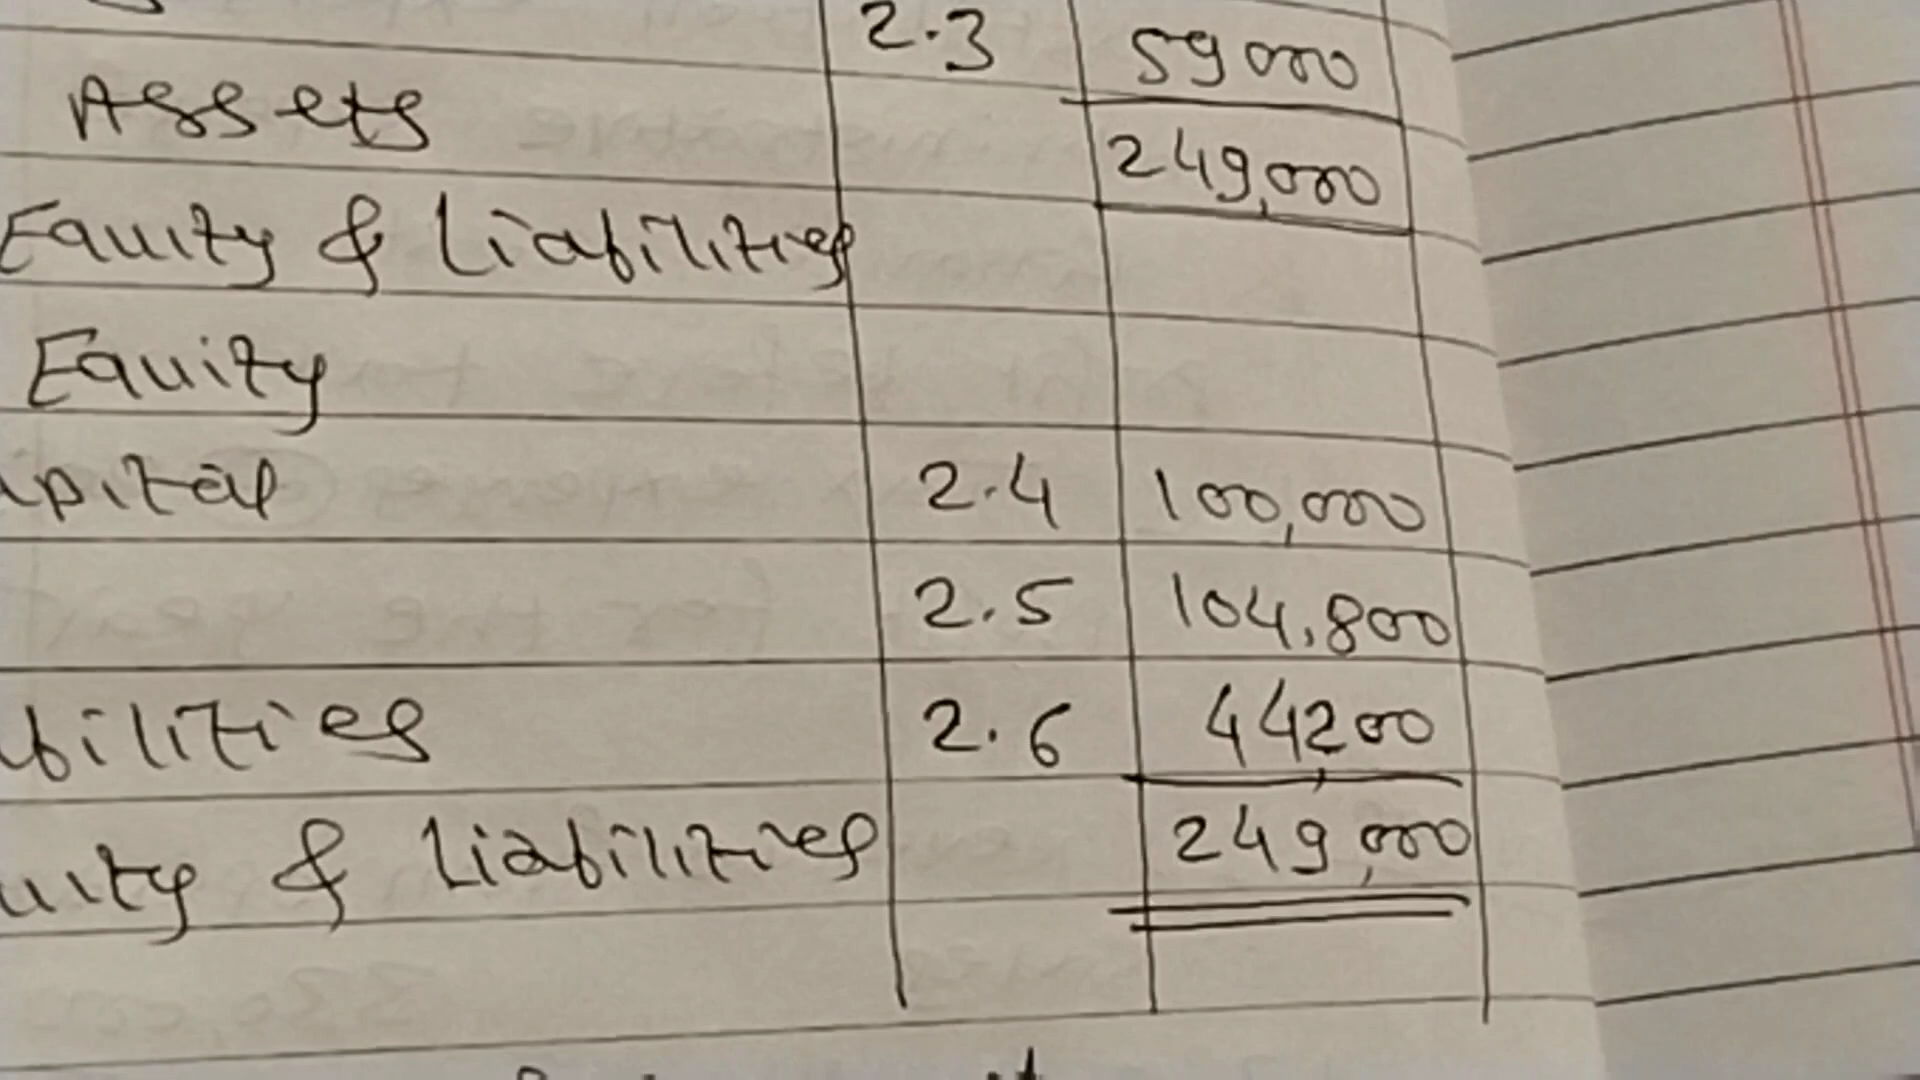 2.3 59000
Assets 249,000
Equity & Liabilities
Equity
apital 2.4 100,000
2.5 104,800
bilities 2.6 44200
uity & Liabilities 249,000